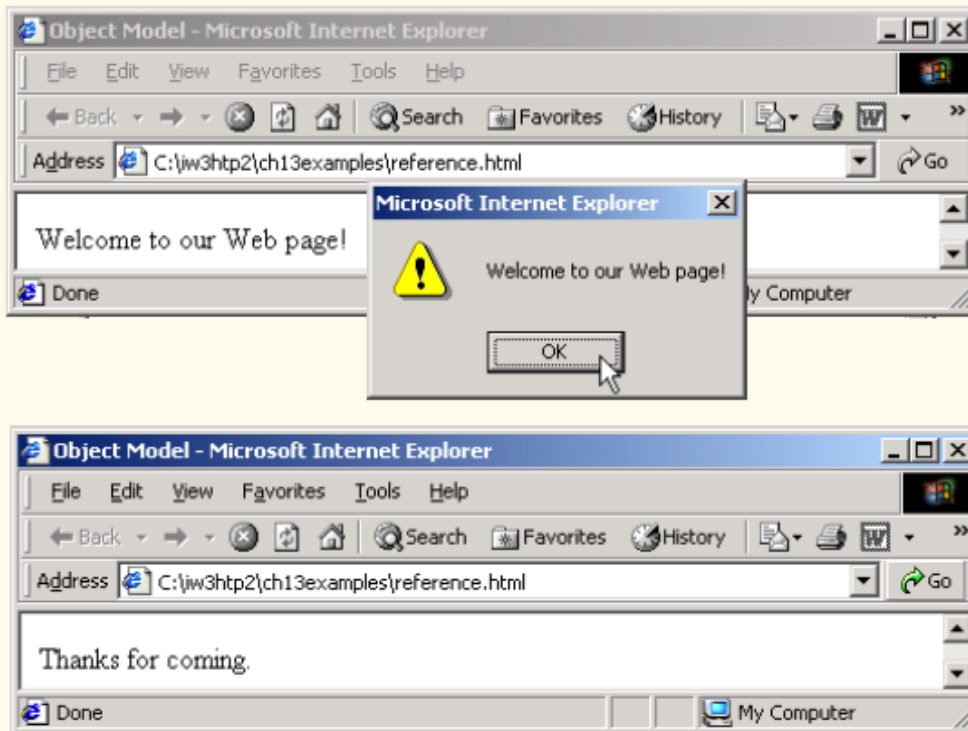 Object Model - Microsoft Internet Explorer
File Edit View Favorites Tools Help
Back Search Favorites History
Address C:\iw3htp2\ch13examples\reference.html Go
Microsoft Internet Explorer
Welcome to our Web page!
Welcome to our Web page!
Done My Computer
OK
Object Model - Microsoft Internet Explorer
File Edit View Favorites Tools Help
Back Search Favorites History
Address C:\iw3htp2\ch13examples\reference.html Go
Thanks for coming.
Done My Computer